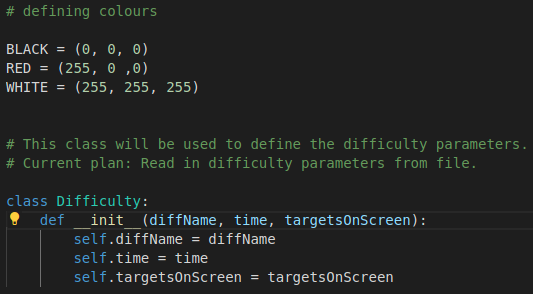 # defining colours
BLACK = (0, 0, 0)
RED = (255, 0 ,0)
WHITE = (255, 255, 255)
# This class will be used to define the difficulty parameters.
# Current plan: Read in difficulty parameters from file.
class Difficulty:
def __init__(diffName, time, targetsOnScreen):
self.diffName = diffName
self.time = time
self.targetsOnScreen = targetsOnScreen